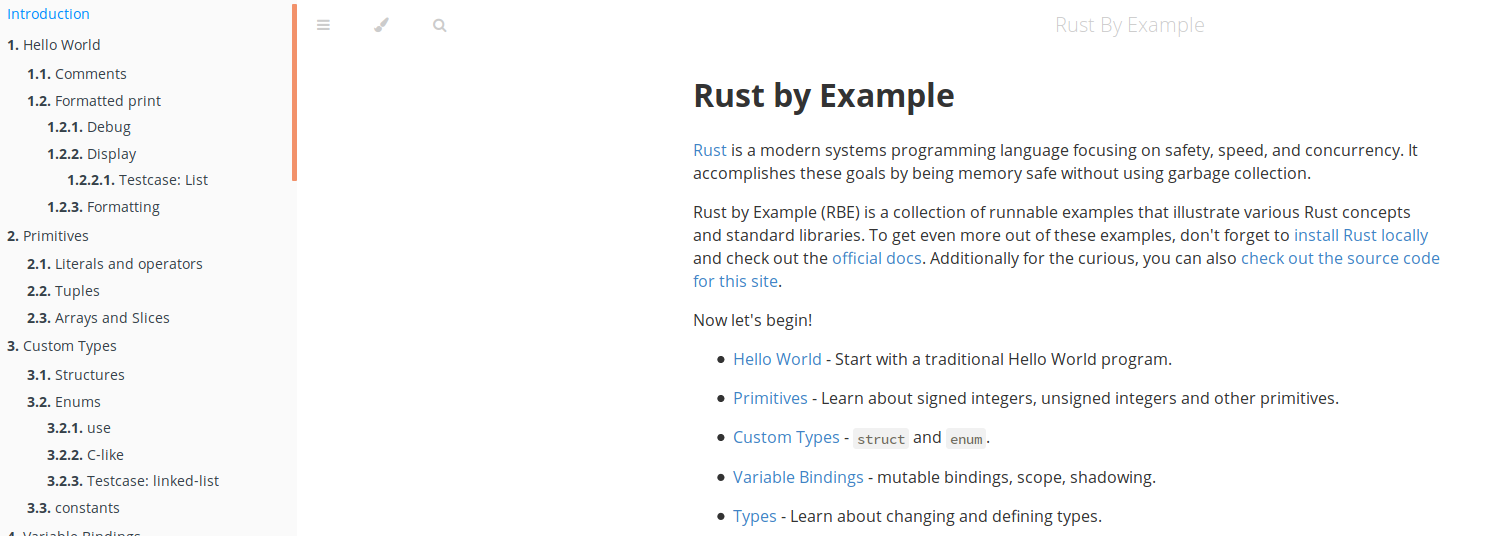 Introduction
1. Hello World
1.1. Comments
1.2. Formatted print
1.2.1. Debug
1.2.2. Display
1.2.2.1. Testcase: List
1.2.3. Formatting
2. Primitives
2.1. Literals and operators
2.2. Tuples
2.3. Arrays and Slices
3. Custom Types
3.1. Structures
3.2. Enums
3.2.1. use
3.2.2. C-like
3.2.3. Testcase: linked-list
3.3. constants
4. Variable Bindings
Rust By Example
Rust by Example
Rust is a modern systems programming language focusing on safety, speed, and concurrency. It
accomplishes these goals by being memory safe without using garbage collection.
Rust by Example (RBE) is a collection of runnable examples that illustrate various Rust concepts
and standard libraries. To get even more out of these examples, don't forget to install Rust locally
and check out the official docs. Additionally for the curious, you can also check out the source code
for this site.
Now let's begin!
• Hello World - Start with a traditional Hello World program.
• Primitives - Learn about signed integers, unsigned integers and other primitives.
• Custom Types - struct and enum.
• Variable Bindings - mutable bindings, scope, shadowing.
• Types - Learn about changing and defining types.